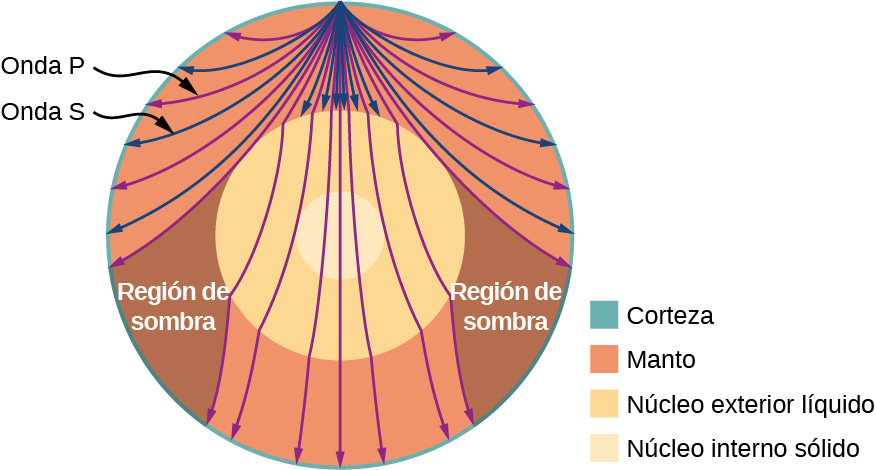 Onda P
Onda S
Región de
sombra
Región de
sombra
Corteza
Manto
Núcleo exterior líquido
Núcleo interno sólido